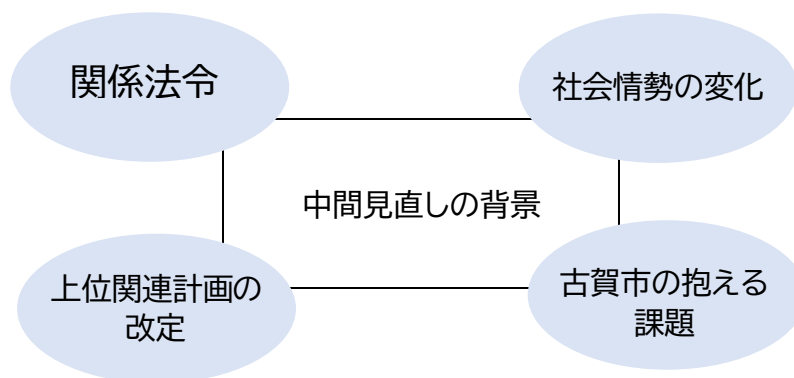 関係法令
社会情勢の変化
中間見直しの背景
上位関連計画の
改定
古賀市の抱える
課題